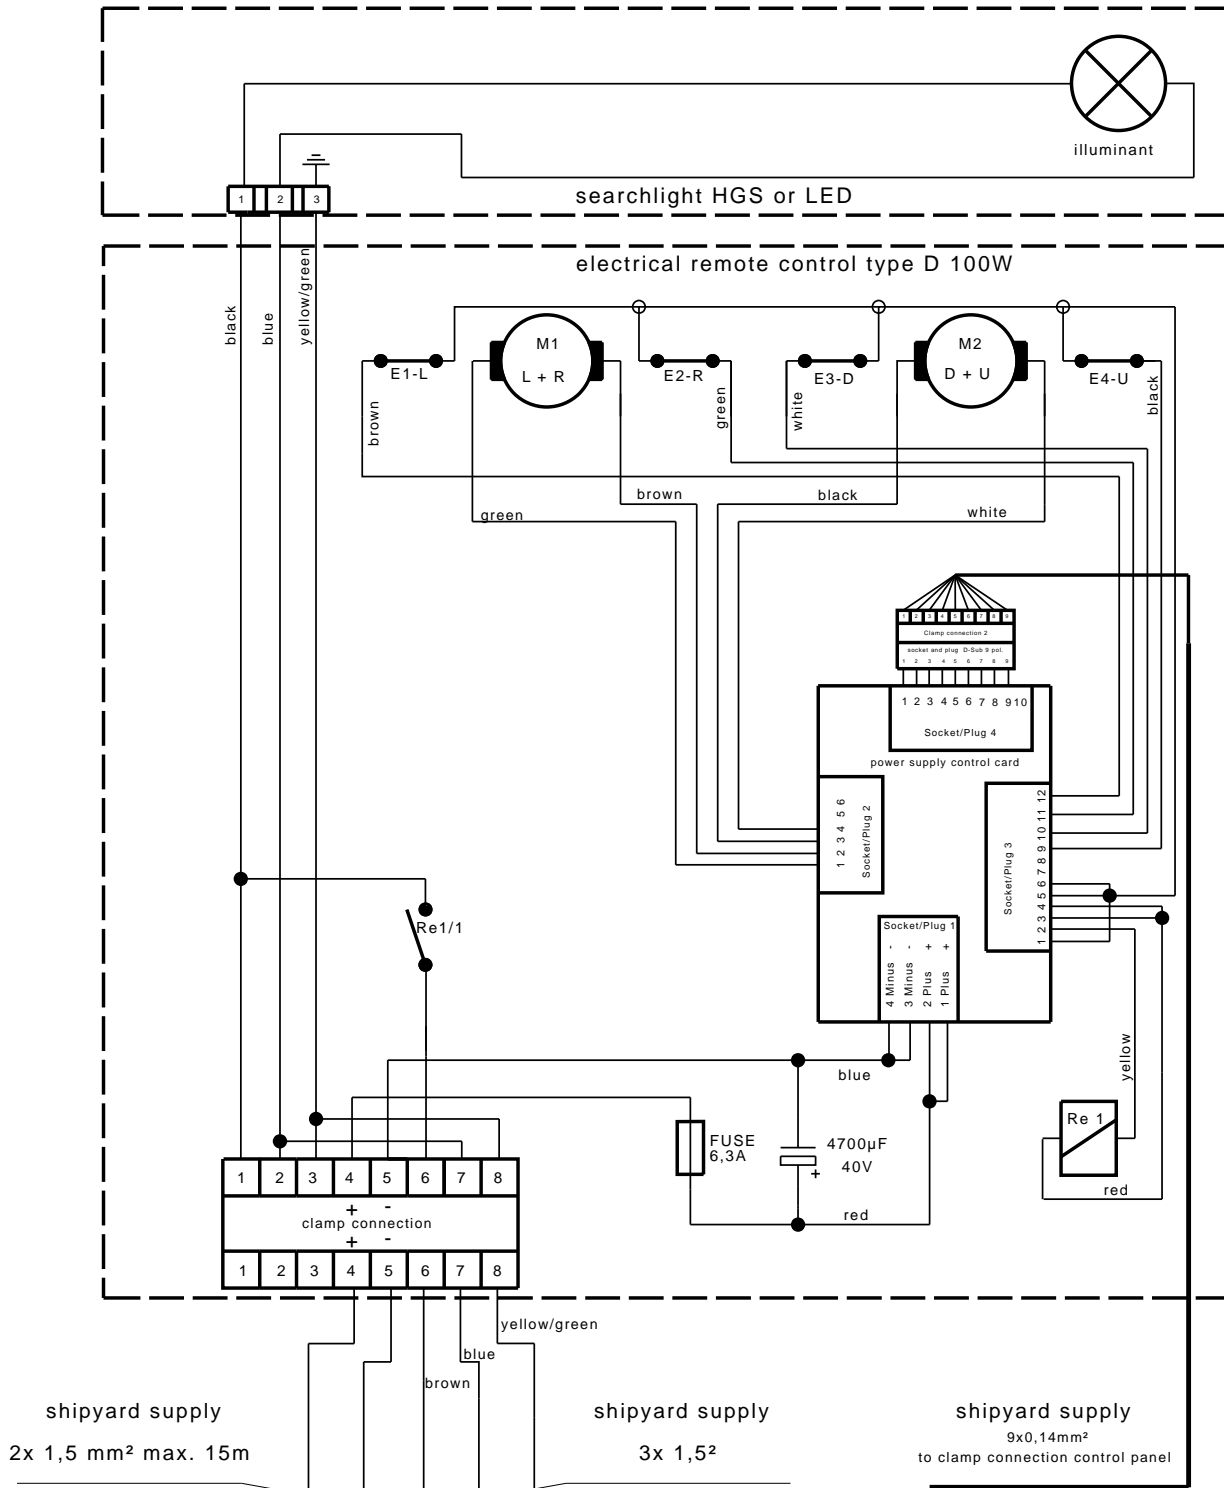 illuminant
1 2 3
searchlight HGS or LED
electrical remote control type D 100W
black
blue
yellow/green
M1
L + R
M2
D + U
E1-L
E2-R
E3-D
E4-U
brown
green
white
black
brown
black
green
white
1 2 3 4 5 6 7 8 9
Clamp connection 2
socket and plug D-Sub 9 pol.
1 2 3 4 5 6 7 8 9
1 2 3 4 5 6 7 8 9 10
Socket/Plug 4
power supply control card
1 2 3 4 5 6
Socket/Plug 2
Socket/Plug 3
1 2 3 4 5 6 7 8 9 10 11 12
Re1/1
Socket/Plug 1
4 Minus -
3 Minus -
2 Plus +
1 Plus +
blue
yellow
FUSE
6,3A
4700µF
40V
+
Re 1
red
red
1 2 3 4 5 6 7 8
+ -
clamp connection
+ -
1 2 3 4 5 6 7 8
yellow/green
blue
brown
shipyard supply
2x 1,5 mm² max. 15m
shipyard supply
3x 1,5²
shipyard supply
9x0,14mm²
to clamp connection control panel